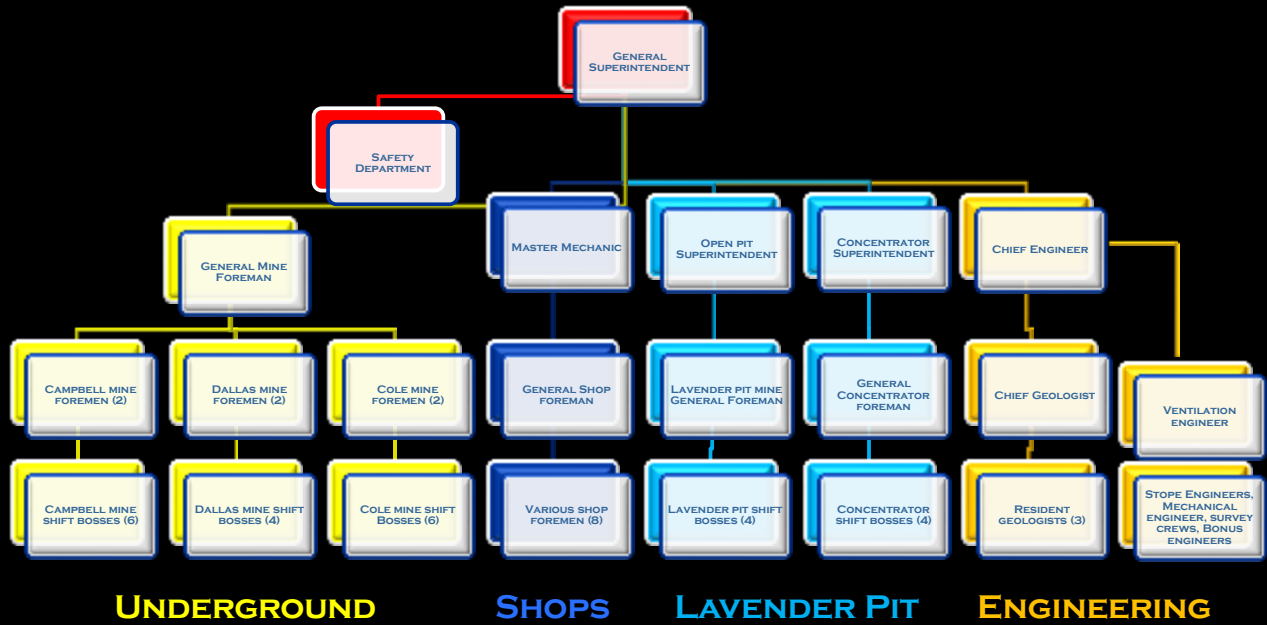 General
Superintendent
Safety
Department
General Mine
Foreman
Master Mechanic
Open pit
Superintendent
Concentrator
Superintendent
Chief Engineer
Campbell mine
foremen (2)
Dallas mine
foremen (2)
Cole mine
foremen (2)
General Shop
foreman
Lavender pit mine
General Foreman
General
Concentrator
foreman
Chief Geologist
Ventilation
engineer
Campbell mine
shift bosses (6)
Dallas mine shift
bosses (4)
Cole mine shift
Bosses (6)
Various shop
foremen (8)
Lavender pit shift
bosses (4)
Concentrator
shift bosses (4)
Resident
geologists (3)
Stope Engineers,
Mechanical
engineer, survey
crews, Bonus
engineers
Underground
Shops
Lavender Pit
Engineering